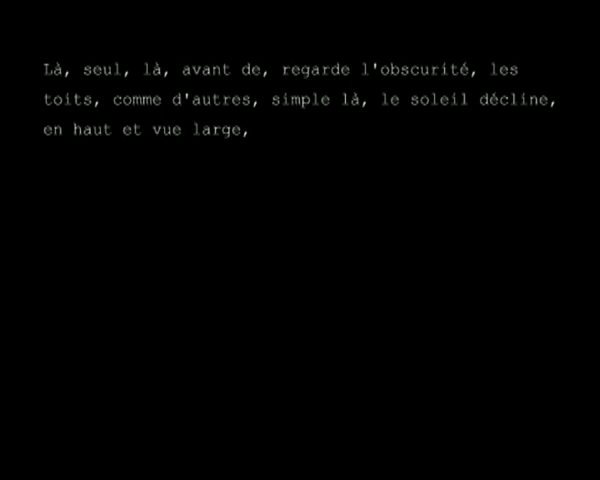 Là, seul, là, avant de, regarde l'obscurité, les
toits, comme d'autres, simple là, le soleil décline,
en haut et vue large,